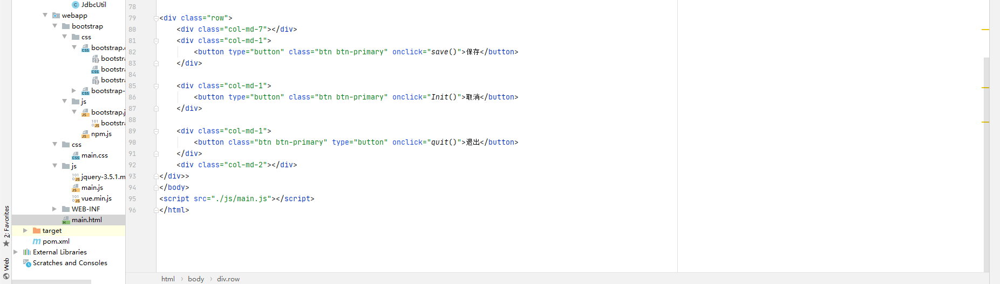 JdbcUtil
webapp
bootstrap
css
bootstrap.
bootstra
bootstra
bootstra
bootstrap-
js
bootstrap.j
bootstra
npm.js
css
main.css
js
jquery-3.5.1.m
main.js
vue.min.js
WEB-INF
main.html
target
pom.xml
External Libraries
Scratches and Consoles
2: Favorites
Web
78
79 <div class="row">
80 <div class="col-md-7"></div>
81 <div class="col-md-1">
82 <button type="button" class="btn btn-primary" onclick="save()">保存</button>
83 </div>
84
85 <div class="col-md-1">
86 <button type="button" class="btn btn-primary" onclick="Init()">取消</button>
87 </div>
88
89 <div class="col-md-1">
90 <button class="btn btn-primary" type="button" onclick="quit()">退出</button>
91 </div>
92 <div class="col-md-2"></div>
93 </div>>
94 </body>
95 <script src="./js/main.js"></script>
96 </html>
html › body › div.row